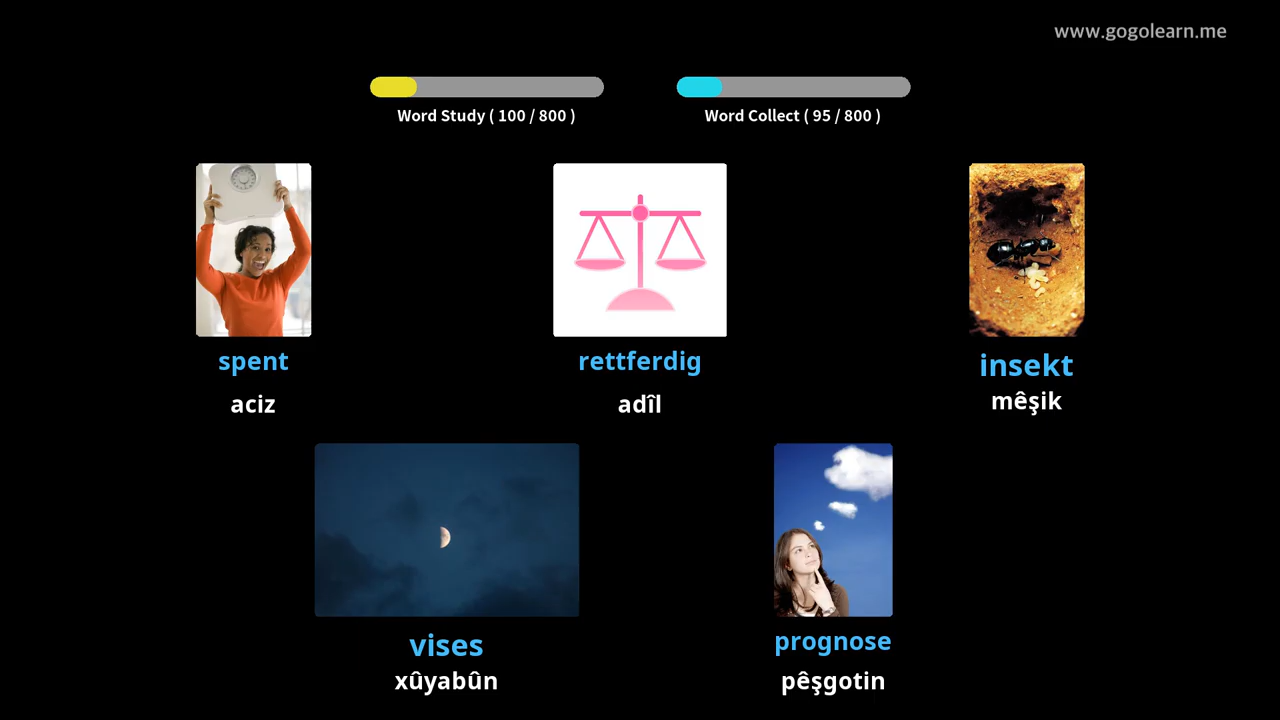 www.gogolearn.me
Word Study ( 100 / 800 )
Word Collect ( 95 / 800 )
spent
rettferdig
insekt
aciz
adîl
mêşik
vises
prognose
xûyabûn
pêşgotin